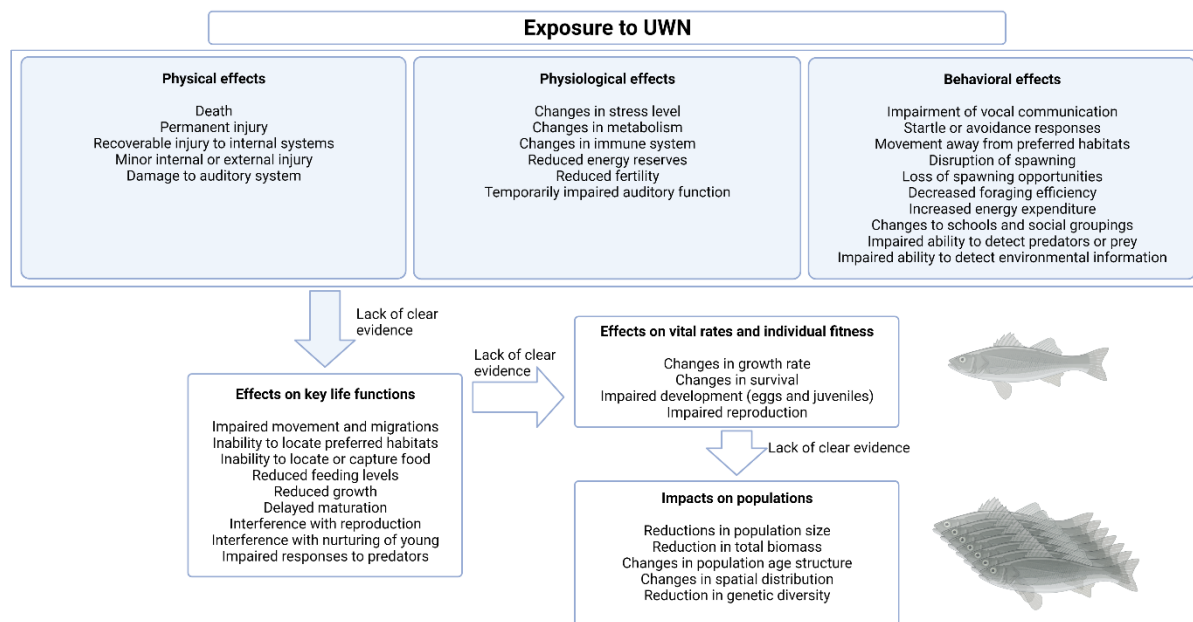 Exposure to UWN
Physical effects
Death
Permanent injury
Recoverable injury to internal systems
Minor internal or external injury
Damage to auditory system
Physiological effects
Changes in stress level
Changes in metabolism
Changes in immune system
Reduced energy reserves
Reduced fertility
Temporarily impaired auditory function
Behavioral effects
Impairment of vocal communication
Startle or avoidance responses
Movement away from preferred habitats
Disruption of spawning
Loss of spawning opportunities
Decreased foraging efficiency
Increased energy expenditure
Changes to schools and social groupings
Impaired ability to detect predators or prey
Impaired ability to detect environmental information
Lack of clear
evidence
Effects on key life functions
Impaired movement and migrations
Inability to locate preferred habitats
Inability to locate or capture food
Reduced feeding levels
Reduced growth
Delayed maturation
Interference with reproduction
Interference with nurturing of young
Impaired responses to predators
Lack of clear
evidence
Effects on vital rates and individual fitness
Changes in growth rate
Changes in survival
Impaired development (eggs and juveniles)
Impaired reproduction
Lack of clear evidence
Impacts on populations
Reductions in population size
Reduction in total biomass
Changes in population age structure
Changes in spatial distribution
Reduction in genetic diversity